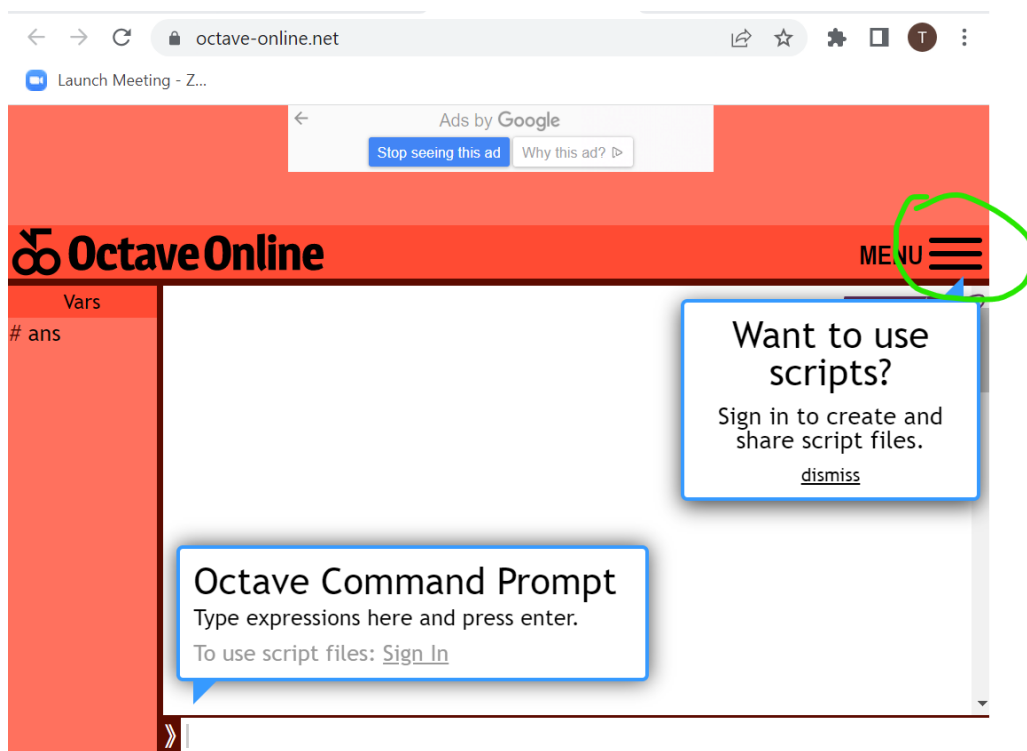 octave-online.net
T
Launch Meeting - Z...
Ads by Google
Stop seeing this ad
Why this ad?
Octave Online
MENU
Vars
# ans
Want to use
scripts?
Sign in to create and
share script files.
dismiss
Octave Command Prompt
Type expressions here and press enter.
To use script files: Sign In